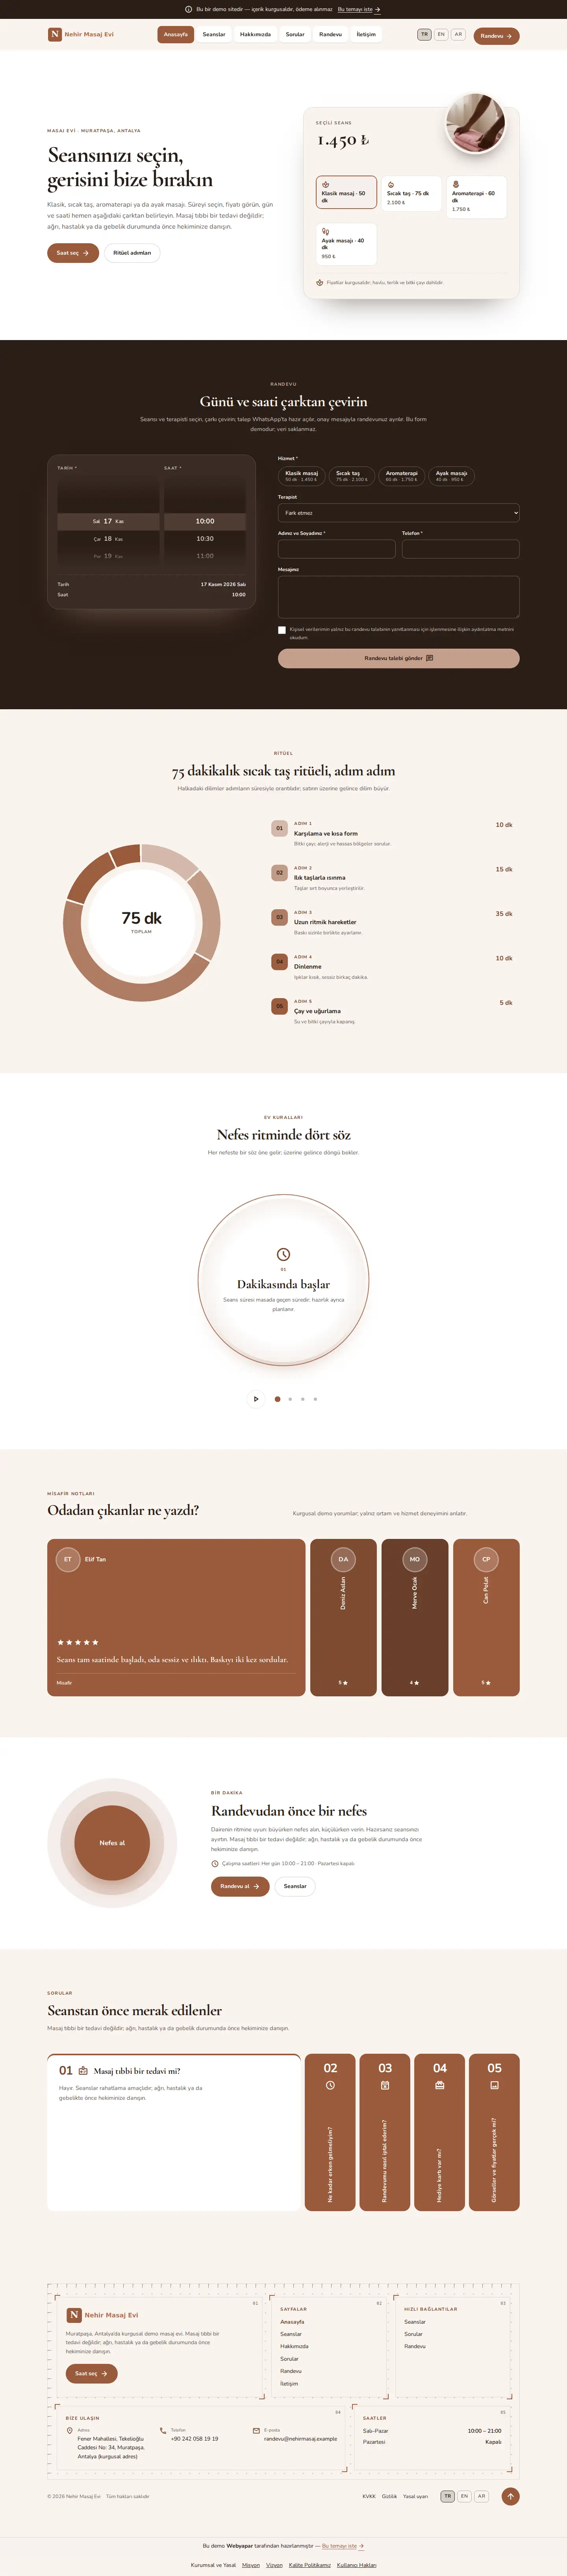 Bu bir demo sitedir — içerik kurgusaldır, ödeme alınmaz Bu temayı iste
N Nehir Masaj Evi
Anasayfa Seanslar Hakkımızda Sorular Randevu İletişim
TR EN AR Randevu
MASAJ EVİ · MURATPAŞA, ANTALYA
Seansınızı seçin,
gerisini bize bırakın
Klasik, sıcak taş, aromaterapi ya da ayak masajı. Süreyi seçin, fiyatı görün, gün
ve saati hemen aşağıdaki çarktan belirleyin. Masaj tıbbi bir tedavi değildir;
ağrı, hastalık ya da gebelik durumunda önce hekiminize danışın.
Saat seç
Ritüel adımları
SEÇİLİ SEANS
1.450 ₺
Klasik masaj · 50
dk
Sıcak taş · 75 dk
2.100 ₺
Aromaterapi · 60
dk
1.750 ₺
Ayak masajı · 40
dk
950 ₺
Fiyatlar kurgusaldır; havlu, terlik ve bitki çayı dahildir.
RANDEVU
Günü ve saati çarktan çevirin
Seansı ve terapisti seçin, çarkı çevirin; talep WhatsApp'ta hazır açılır, onay mesajıyla randevunuz ayrılır. Bu form
demodur, veri saklanmaz.
TARİH *
SAAT *
Sal 17 Kas
10:00
Çar 18 Kas
10:30
Per 19 Kas
11:00
Tarih 17 Kasım 2026 Salı
Saat 10:00
Hizmet *
Klasik masaj
50 dk · 1.450 ₺
Sıcak taş
75 dk · 2.100 ₺
Aromaterapi
60 dk · 1.750 ₺
Ayak masajı
40 dk · 950 ₺
Terapist
Fark etmez
Adınız ve Soyadınız *
Telefon *
Mesajınız
Kişisel verilerimin yalnız bu randevu talebinin yanıtlanması için işlenmesine ilişkin aydınlatma metnini
okudum.
Randevu talebi gönder
RİTÜEL
75 dakikalık sıcak taş ritüeli, adım adım
Halkadaki dilimler adımların süresiyle orantılıdır; satırın üzerine gelince dilim büyür.
75 dk
TOPLAM
01
ADIM 1
Karşılama ve kısa form
Bitki çayı, alerji ve hassas bölgeler sorulur.
10 dk
02
ADIM 2
Ilık taşlarla ısınma
Taşlar sırt boyunca yerleştirilir.
15 dk
03
ADIM 3
Uzun ritmik hareketler
Baskı sizinle birlikte ayarlanır.
35 dk
04
ADIM 4
Dinlenme
Işıklar kısık, sessiz birkaç dakika.
10 dk
05
ADIM 5
Çay ve uğurlama
Su ve bitki çayıyla kapanış.
5 dk
EV KURALLARI
Nefes ritminde dört söz
Her nefeste bir söz öne gelir; üzerine gelince döngü bekler.
02
Dakikasında başlar
Seans süresi masada geçen süredir; hazırlık ayrıca
planlanır.
MİSAFİR NOTLARI
Odadan çıkanlar ne yazdı?
Kurgusal demo yorumlar; yalnız ortam ve hizmet deneyimini anlatır.
ET Elif Tan
Seans tam saatinde başladı, oda sessiz ve ılıktı. Baskıyı iki kez sordular.
Misafir
DA
Deniz Aslan
5
MO
Merve Ocak
4
CP
Can Polat
5
Nefes al
BİR DAKİKA
Randevudan önce bir nefes
Dairenin ritmine uyun: büyürken nefes alın, küçülürken verin. Hazırsanız seansınızı
ayırtın. Masaj tıbbi bir tedavi değildir; ağrı, hastalık ya da gebelik durumunda önce
hekiminize danışın.
Çalışma saatleri: Her gün 10:00 – 21:00 · Pazartesi kapalı
Randevu al
Seanslar
SORULAR
Seanstan önce merak edilenler
Masaj tıbbi bir tedavi değildir; ağrı, hastalık ya da gebelik durumunda önce hekiminize danışın.
01 Masaj tıbbi bir tedavi mi?
Hayır. Seanslar rahatlama amaçlıdır; ağrı, hastalık ya da
gebelikte önce hekiminize danışın.
02
Ne kadar erken gelmeliyim?
03
Randevumu nasıl iptal ederim?
04
Hediye kartı var mı?
05
Görseller ve fiyatlar gerçek mi?
01
N Nehir Masaj Evi
Muratpaşa, Antalya'da kurgusal demo masaj evi. Masaj tıbbi bir
tedavi değildir; ağrı, hastalık ya da gebelik durumunda önce
hekiminize danışın.
Saat seç
02
SAYFALAR
Anasayfa
Seanslar
Hakkımızda
Sorular
Randevu
İletişim
03
HIZLI BAĞLANTILAR
Seanslar
Sorular
Randevu
04
BİZE ULAŞIN
Adres
Fener Mahallesi, Tekelioğlu
Caddesi No: 34, Muratpaşa,
Antalya (kurgusal adres)
Telefon
+90 242 058 19 19
E-posta
randevu@nehirmasaj.example
05
SAATLER
Salı–Pazar 10:00 – 21:00
Pazartesi Kapalı
© 2026 Nehir Masaj Evi · Tüm hakları saklıdır
KVKK Gizlilik Yasal uyarı TR EN AR
Bu demo Webyapar tarafından hazırlanmıştır — Bu temayı iste
Kurumsal ve Yasal Misyon Vizyon Kalite Politikamız Kullanıcı Hakları